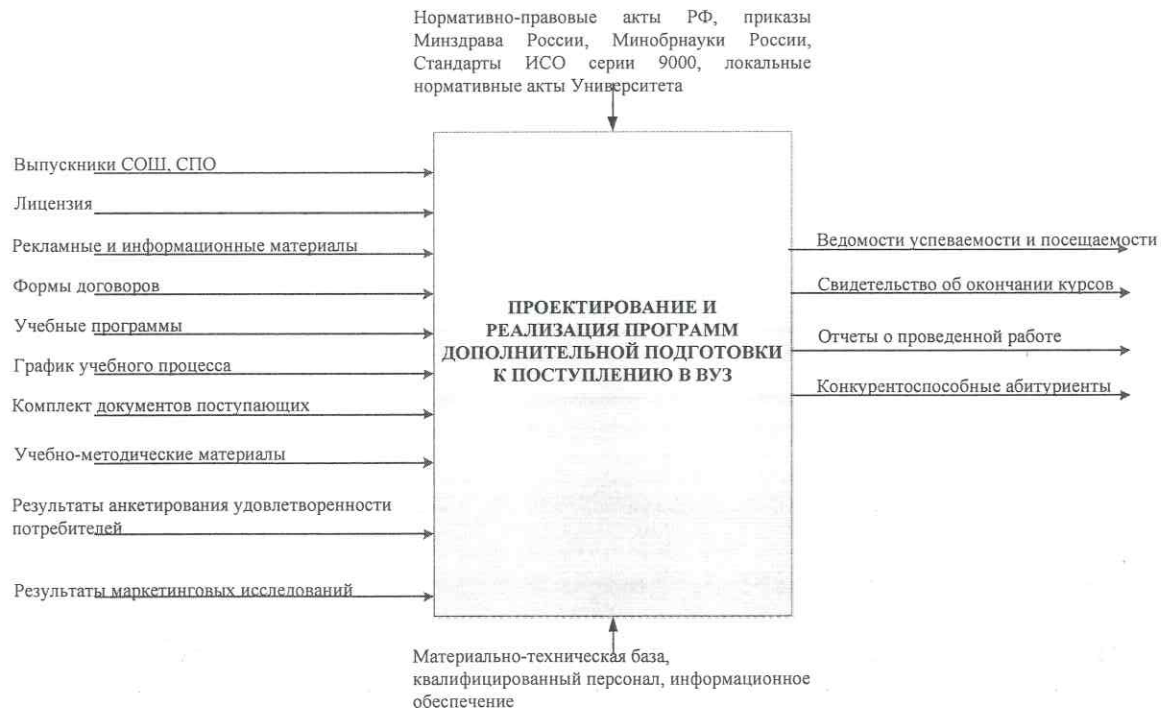 Нормативно-правовые акты РФ, приказы
Минздрава России, Минобрнауки России,
Стандарты ИСО серии 9000, локальные
нормативные акты Университета
Выпускники СОШ, СПО
Лицензия
Рекламные и информационные материалы
Формы договоров
Учебные программы
График учебного процесса
Комплект документов поступающих
Учебно-методические материалы
Результаты анкетирования удовлетворенности
потребителей
Результаты маркетинговых исследований
ПРОЕКТИРОВАНИЕ И
РЕАЛИЗАЦИЯ ПРОГРАММ
ДОПОЛНИТЕЛЬНОЙ ПОДГОТОВКИ
К ПОСТУПЛЕНИЮ В ВУЗ
Ведомости успеваемости и посещаемости
Свидетельство об окончании курсов
Отчеты о проведенной работе
Конкурентоспособные абитуриенты
Материально-техническая база,
квалифицированный персонал, информационное
обеспечение